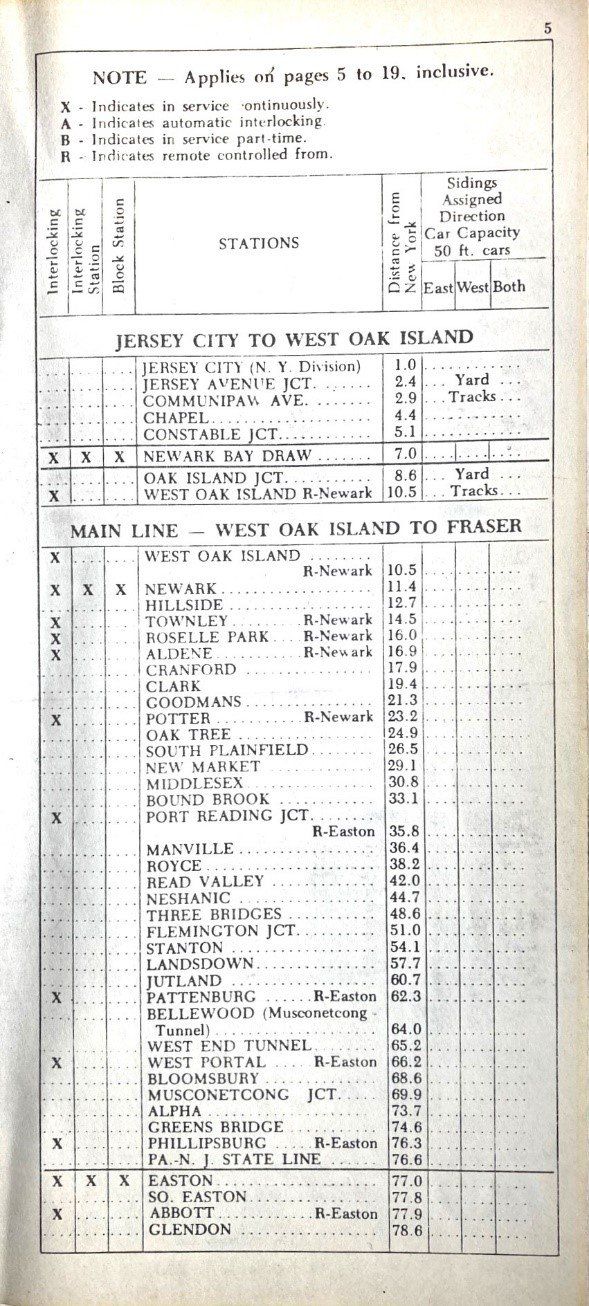 5
NOTE — Applies on pages 5 to 19, inclusive.
X - Indicates in service ontinuously.
A - Indicates automatic interlocking.
B - Indicates in service part-time.
R - Indicates remote controlled from.
Interlocking
Interlocking Station
Block Station
STATIONS
Distance from New York
Sidings
Assigned
Direction
Car Capacity
50 ft. cars
East West Both
JERSEY CITY TO WEST OAK ISLAND
JERSEY CITY (N. Y. Division) 1.0
JERSEY AVENUE JCT. 2.4 Yard
COMMUNIPAW AVE. 2.9 Tracks
CHAPEL 4.4
CONSTABLE JCT. 5.1
X X X NEWARK BAY DRAW 7.0
OAK ISLAND JCT. 8.6 Yard
X WEST OAK ISLAND R-Newark 10.5 Tracks
MAIN LINE — WEST OAK ISLAND TO FRASER
X WEST OAK ISLAND
R-Newark 10.5
X X X NEWARK 11.4
HILLSIDE 12.7
X TOWNLEY R-Newark 14.5
X ROSELLE PARK R-Newark 16.0
X ALDENE R-Newark 16.9
CRANFORD 17.9
CLARK 19.4
GOODMANS 21.3
X POTTER R-Newark 23.2
OAK TREE 24.9
SOUTH PLAINFIELD 26.5
NEW MARKET 29.1
MIDDLESEX 30.8
BOUND BROOK 33.1
X PORT READING JCT.
R-Easton 35.8
MANVILLE 36.4
ROYCE 38.2
READ VALLEY 42.0
NESHANIC 44.7
THREE BRIDGES 48.6
FLEMINGTON JCT. 51.0
STANTON 54.1
LANDSDOWN 57.7
JUTLAND 60.7
X PATTENBURG R-Easton 62.3
BELLEWOOD (Musconetcong -
Tunnel) 64.0
WEST END TUNNEL 65.2
X WEST PORTAL R-Easton 66.2
BLOOMSBURY 68.6
MUSCONETCONG JCT. 69.9
ALPHA 73.7
GREENS BRIDGE 74.6
X PHILLIPSBURG R-Easton 76.3
PA.-N. J. STATE LINE 76.6
X X X EASTON 77.0
SO. EASTON 77.8
X ABBOTT R-Easton 77.9
GLENDON 78.6